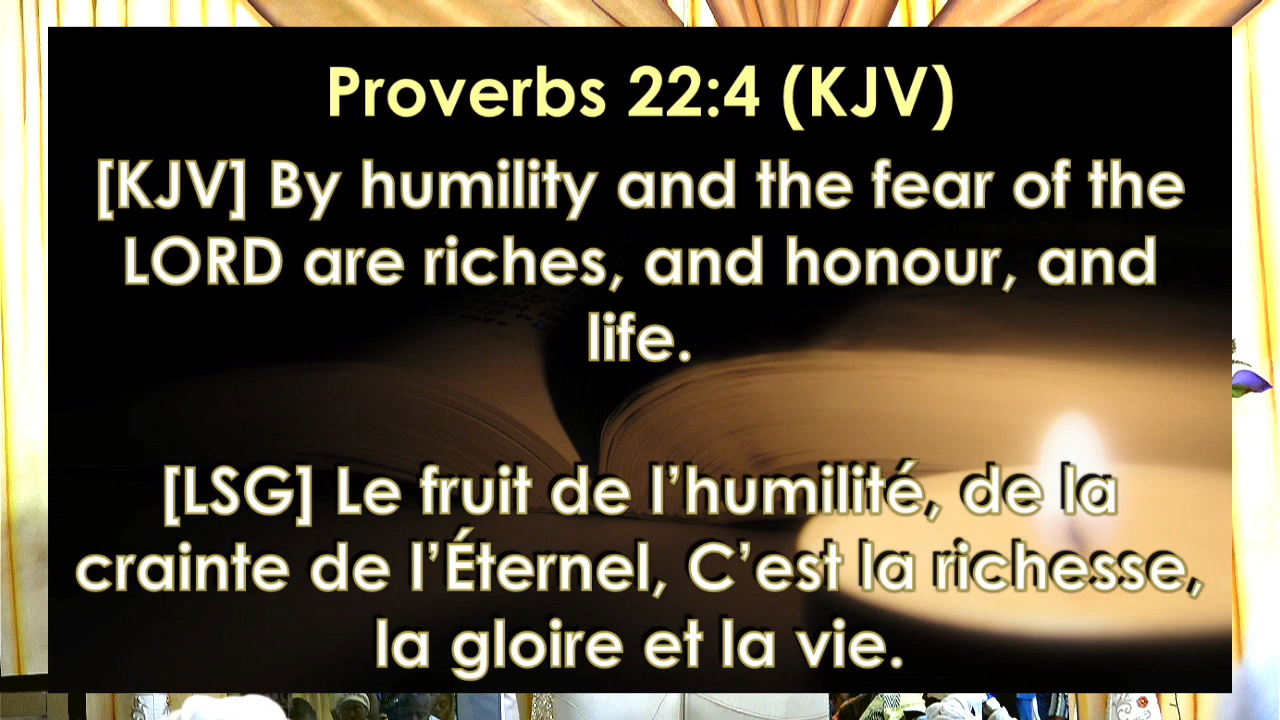 Proverbs 22:4 (KJV)
[KJV] By humility and the fear of the
LORD are riches, and honour, and
life.
[LSG] Le fruit de l’humilité, de la
crainte de l’Éternel, C’est la richesse,
la gloire et la vie.